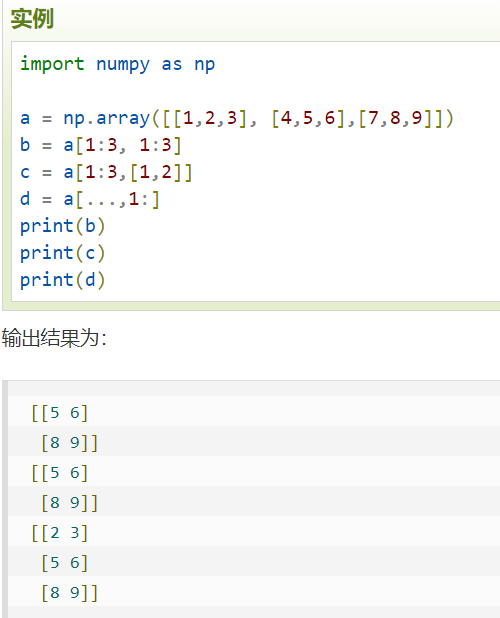 实例
import numpy as np
a = np.array([[1,2,3], [4,5,6],[7,8,9]])
b = a[1:3, 1:3]
c = a[1:3,[1,2]]
d = a[...,1:]
print(b)
print(c)
print(d)
输出结果为：
[[5 6]
 [8 9]]
[[5 6]
 [8 9]]
[[2 3]
 [5 6]
 [8 9]]